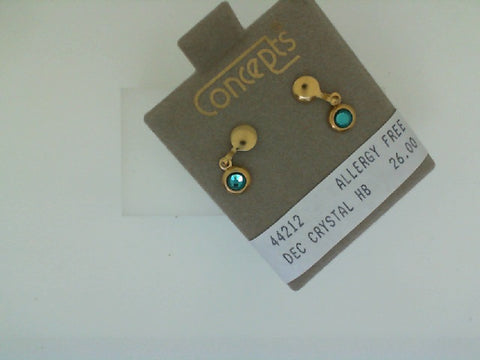 Concepts
44212 ALLERGY FREE
DEC CRYSTAL HB 26.00